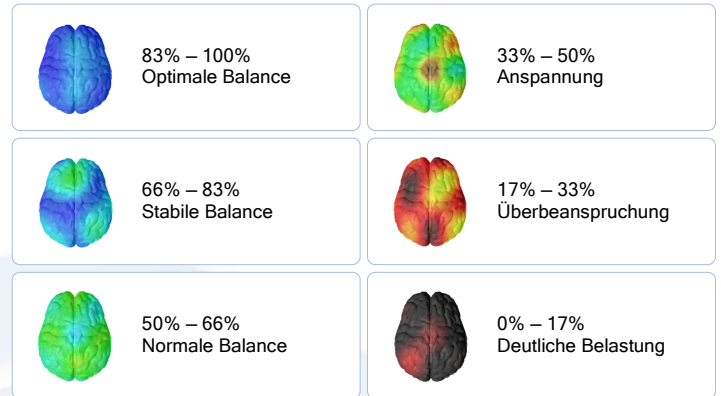 83% – 100%
Optimale Balance
33% – 50%
Anspannung
66% – 83%
Stabile Balance
17% – 33%
Überbeanspruchung
50% – 66%
Normale Balance
0% – 17%
Deutliche Belastung